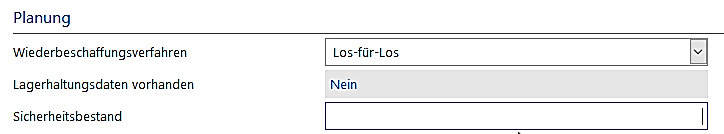 Planung
Wiederbeschaffungsverfahren Los-für-Los
Lagerhaltungsdaten vorhanden Nein
Sicherheitsbestand